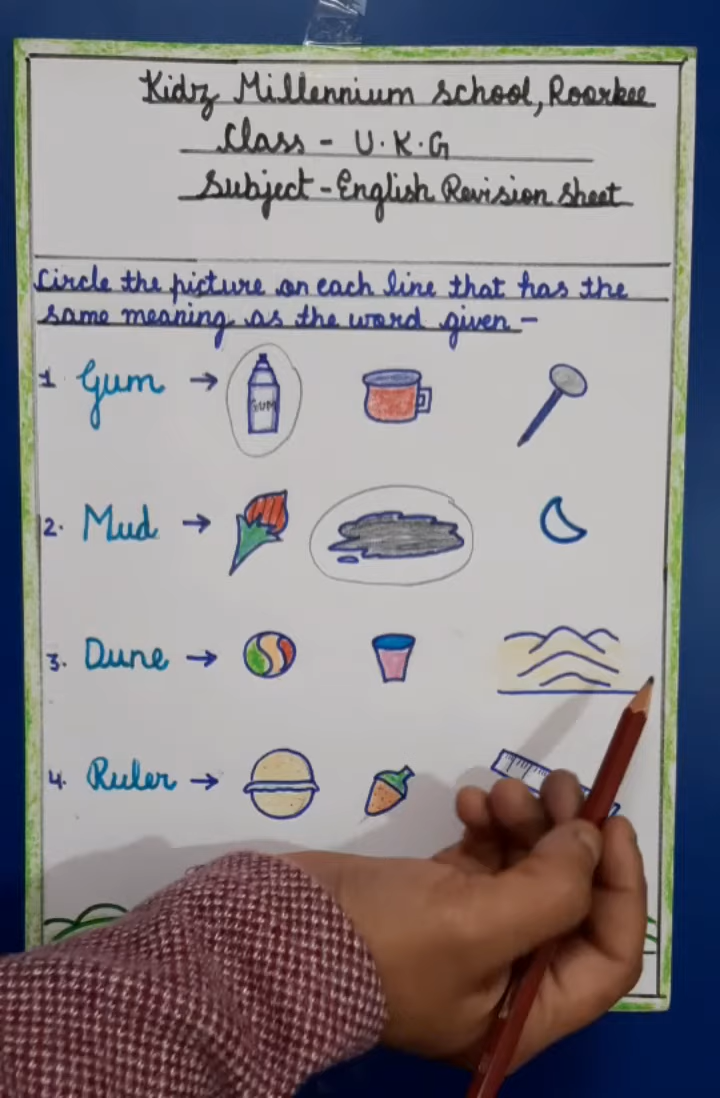 Kidz Millennium School, Roorkee
Class - U.K.G
Subject - English Revision Sheet
Circle the picture on each line that has the
same meaning as the word given -
1. Gum →
GUM
2. Mud →
3. Dune →
4. Ruler →